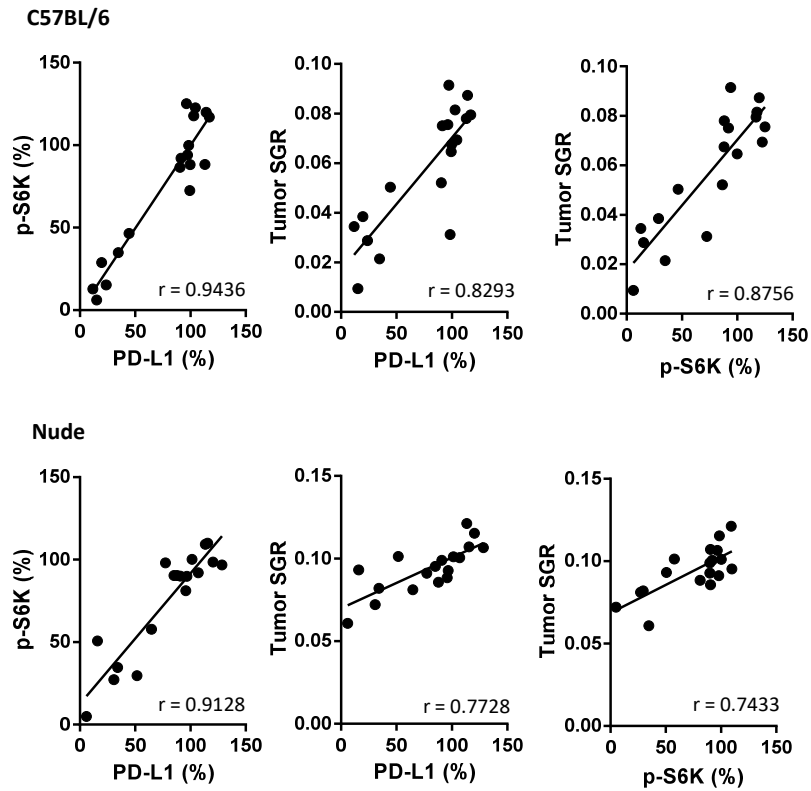 C57BL/6
150
100
50
0
p-S6K (%)
r = 0.9436
0 50 100 150
PD-L1 (%)
0.10
0.08
0.06
0.04
0.02
0.00
Tumor SGR
r = 0.8293
0 50 100 150
PD-L1 (%)
0.10
0.08
0.06
0.04
0.02
0.00
Tumor SGR
r = 0.8756
0 50 100 150
p-S6K (%)
Nude
150
100
50
0
p-S6K (%)
r = 0.9128
0 50 100 150
PD-L1 (%)
0.15
0.10
0.05
0.00
Tumor SGR
r = 0.7728
0 50 100 150
PD-L1 (%)
0.15
0.10
0.05
0.00
Tumor SGR
r = 0.7433
0 50 100 150
p-S6K (%)